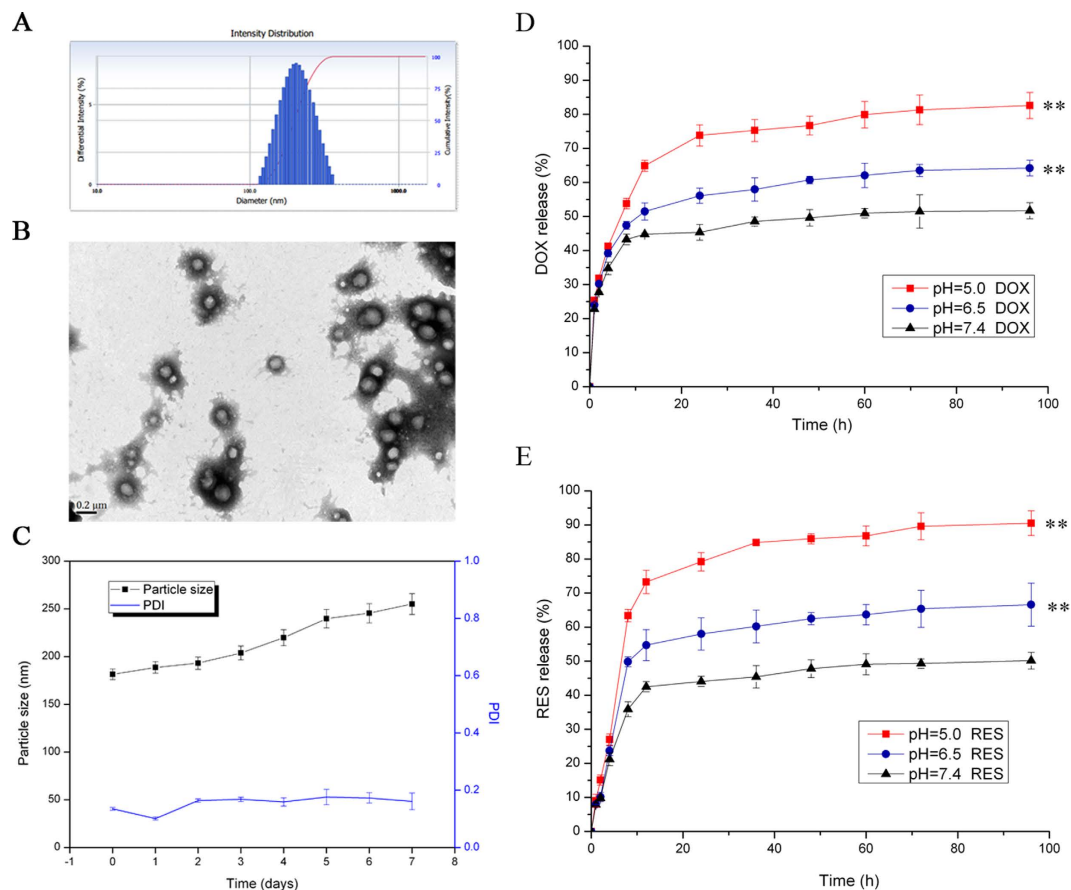 A
Intensity Distribution
Differential Intensity (%)
5
0
100
75
50
25
0
Cumulative Intensity(%)
10.0
100.0
1000.0
Diameter (nm)
B
0.2 μm
C
300
250
200
150
100
50
0
Particle size (nm)
Particle size
PDI
1.0
0.8
0.6
0.4
0.2
0.0
PDI
-1 0 1 2 3 4 5 6 7 8
Time (days)
D
100
90
80
70
60
50
40
30
20
10
0
DOX release (%)
**
**
pH=5.0 DOX
pH=6.5 DOX
pH=7.4 DOX
0 20 40 60 80 100
Time (h)
E
100
90
80
70
60
50
40
30
20
10
0
RES release (%)
**
**
pH=5.0 RES
pH=6.5 RES
pH=7.4 RES
0 20 40 60 80 100
Time (h)